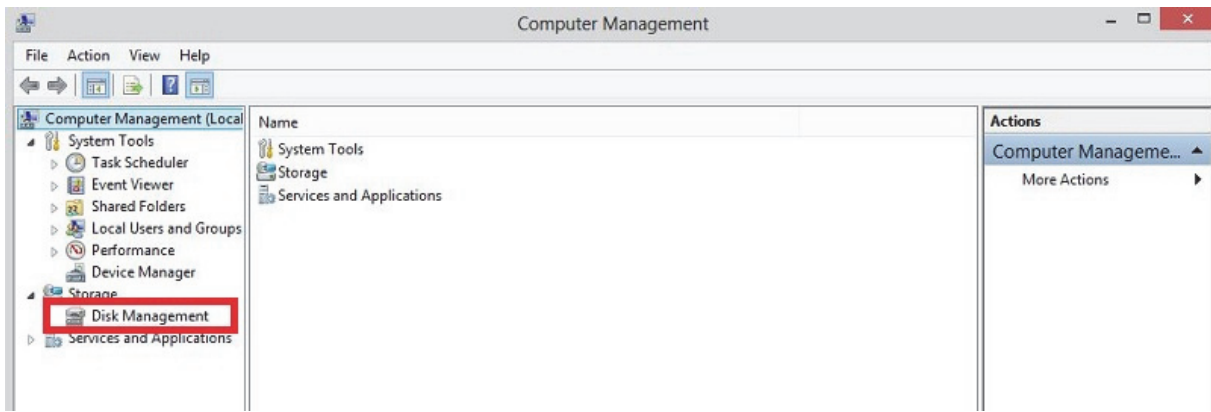 Computer Management
File Action View Help
Computer Management (Local
System Tools
Task Scheduler
Event Viewer
Shared Folders
Local Users and Groups
Performance
Device Manager
Storage
Disk Management
Services and Applications
Name
System Tools
Storage
Services and Applications
Actions
Computer Manageme...
More Actions